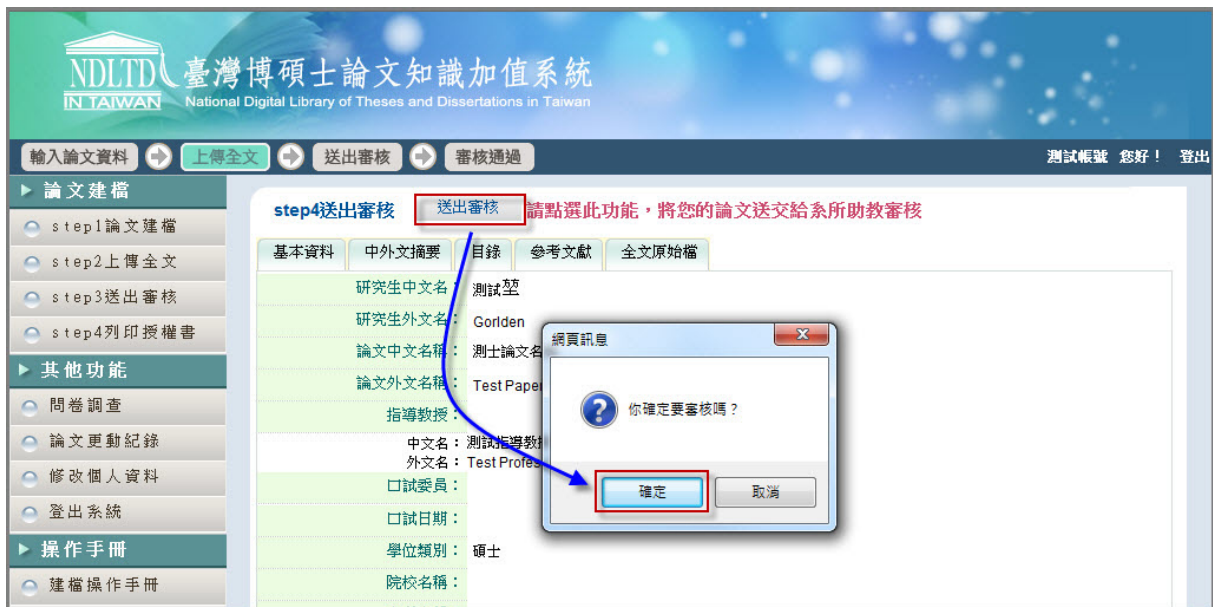 NDLTD 臺灣博碩士論文知識加值系統
IN TAIWAN National Digital Library of Theses and Dissertations in Taiwan
輸入論文資料 上傳全文 送出審核 審核通過 測試帳號 您好！ 登出
論文建檔
step1論文建檔
step2上傳全文
step3送出審核
step4列印授權書
其他功能
問卷調查
論文更動紀錄
修改個人資料
登出系統
操作手冊
建檔操作手冊
step4送出審核 送出審核 請點選此功能，將您的論文送交給系所助教審核
基本資料 中外文摘要 目錄 參考文獻 全文原始檔
研究生中文名： 測試堃
研究生外文名： Gorlden
論文中文名稱： 測士論文名
論文外文名稱： Test Paper
指導教授：
中文名：測試指導教授
外文名：Test Profes
口試委員：
口試日期：
學位類別： 碩士
院校名稱：
網頁訊息
你確定要審核嗎？
確定 取消